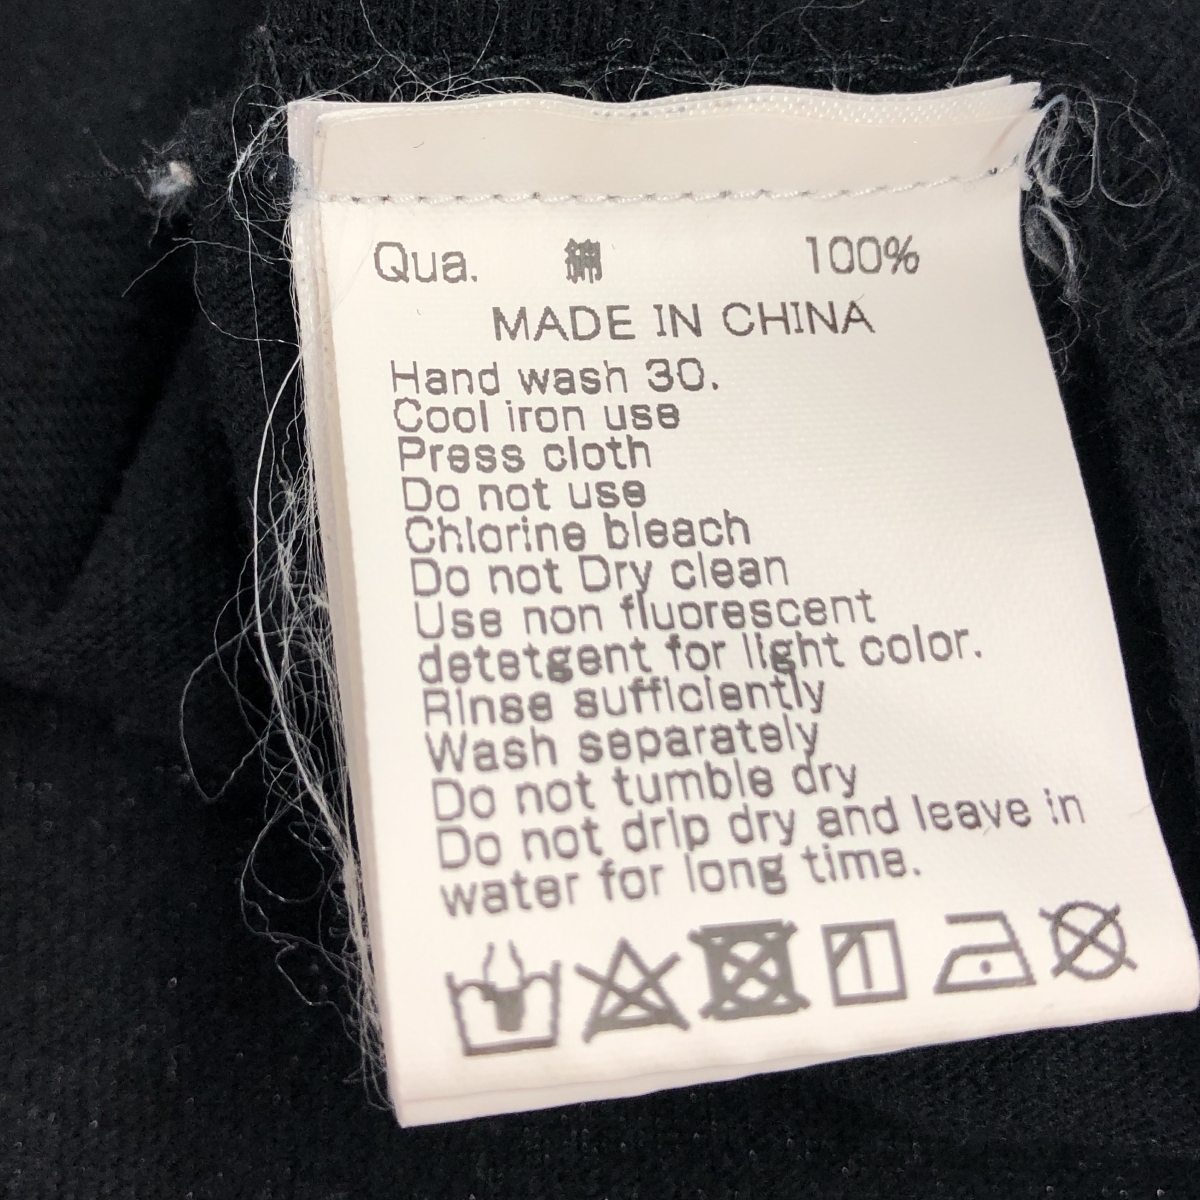 Qua. 綿 100%
MADE IN CHINA
Hand wash 30.
Cool iron use
Press cloth
Do not use
Chlorine bleach
Do not Dry clean
Use non fluorescent
detetgent for light color.
Rinse sufficiently
Wash separately
Do not tumble dry
Do not drip dry and leave in
water for long time.